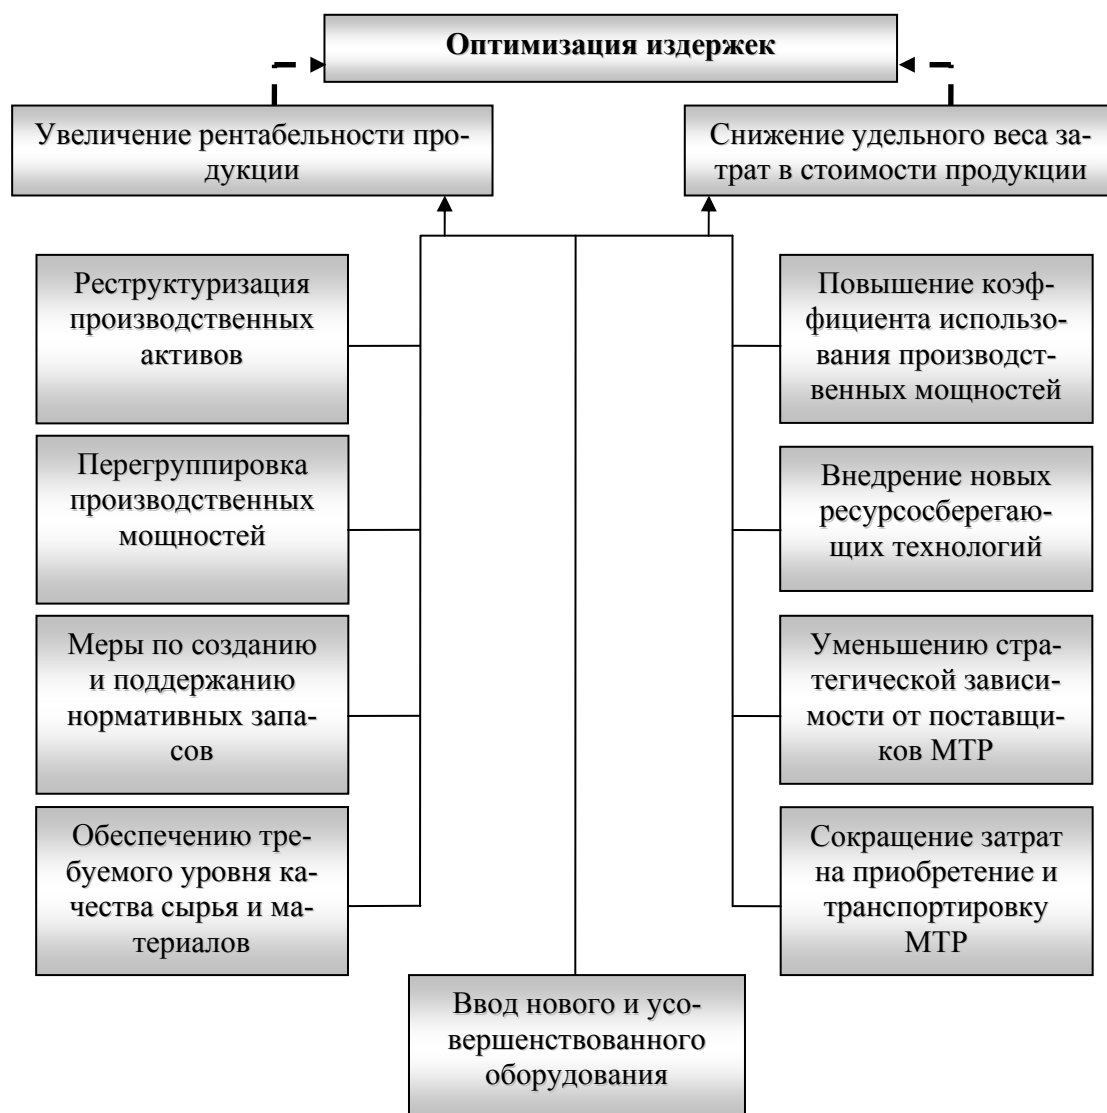 Оптимизация издержек
Увеличение рентабельности про-
дукции
Снижение удельного веса за-
трат в стоимости продукции
Реструктуризация
производственных
активов
Повышение коэф-
фициента использо-
вания производст-
венных мощностей
Перегруппировка
производственных
мощностей
Внедрение новых
ресурсосберегаю-
щих технологий
Меры по созданию
и поддержанию
нормативных запа-
сов
Уменьшению стра-
тегической зависи-
мости от поставщи-
ков МТР
Обеспечению тре-
буемого уровня ка-
чества сырья и ма-
териалов
Сокращение затрат
на приобретение и
транспортировку
МТР
Ввод нового и усо-
вершенствованного
оборудования